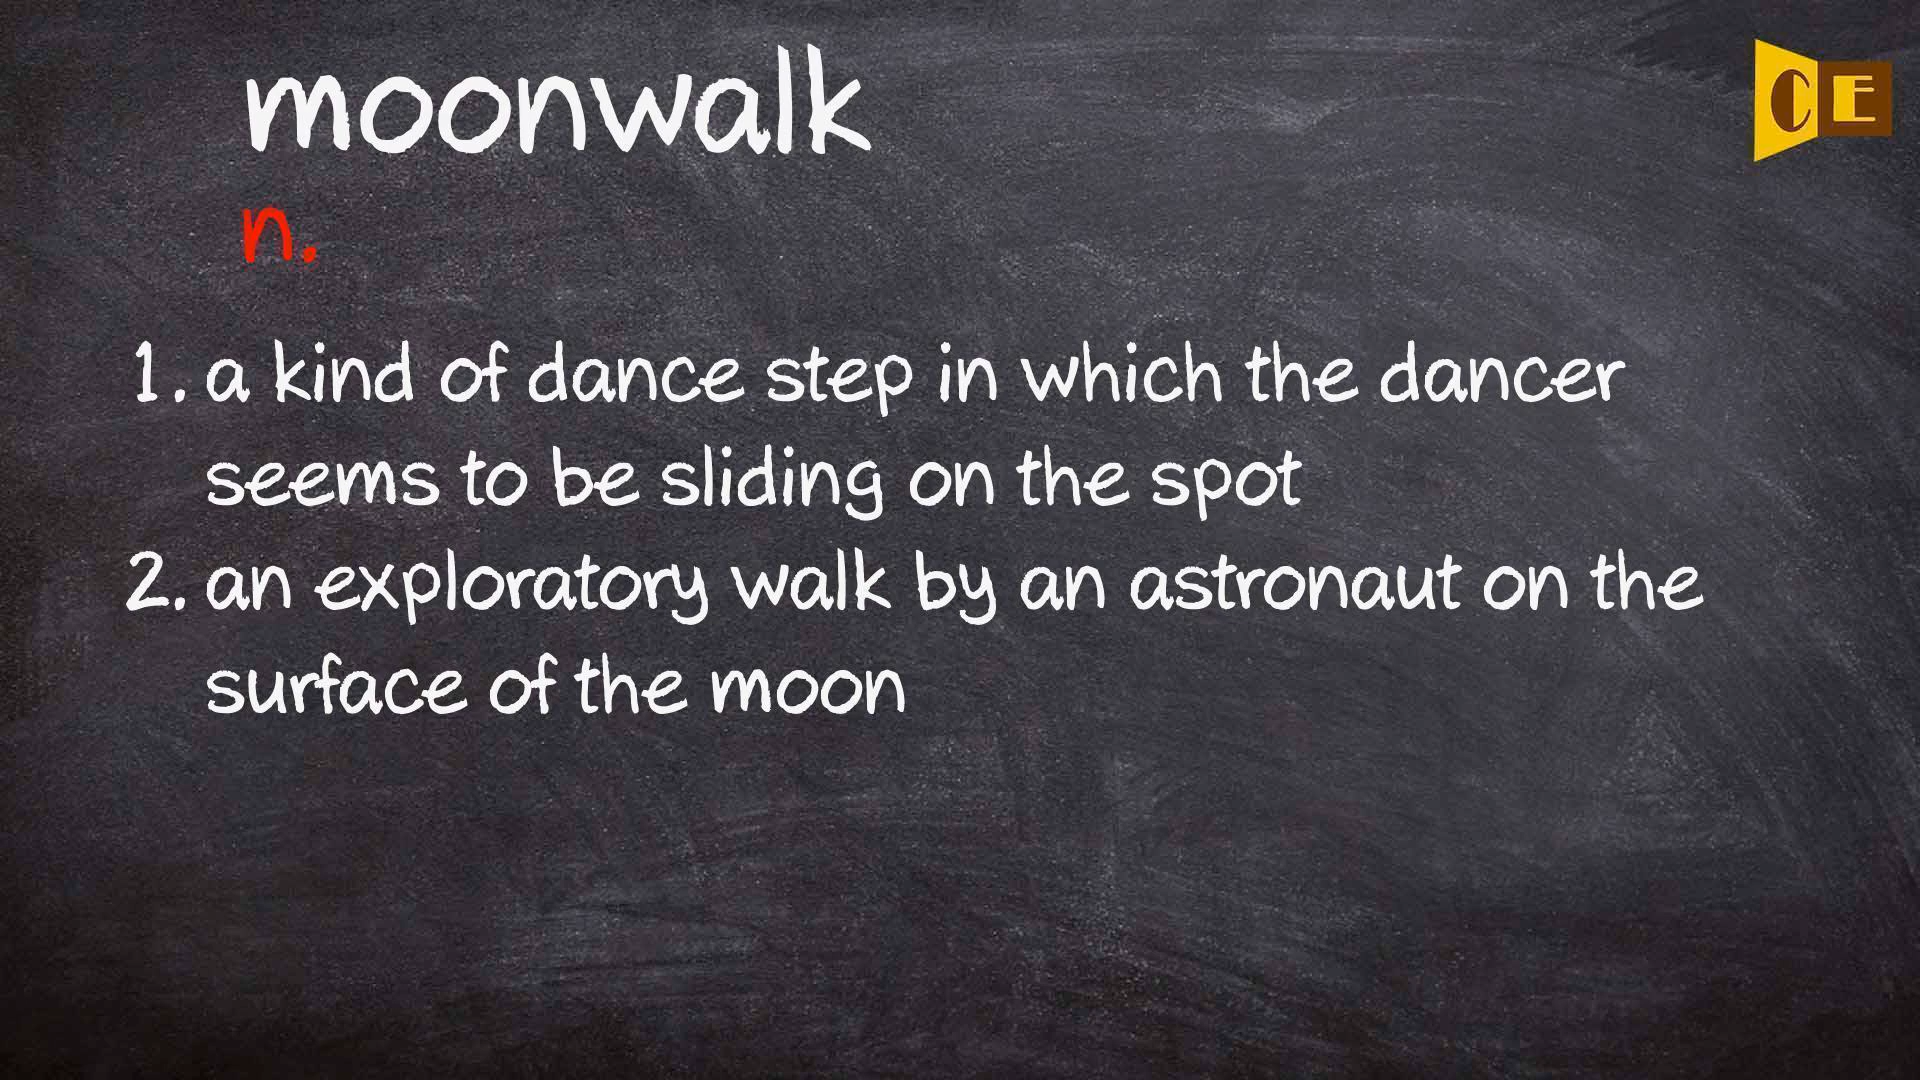 moonwalk
CE
n.
1. a kind of dance step in which the dancer
seems to be sliding on the spot
2. an exploratory walk by an astronaut on the
surface of the moon